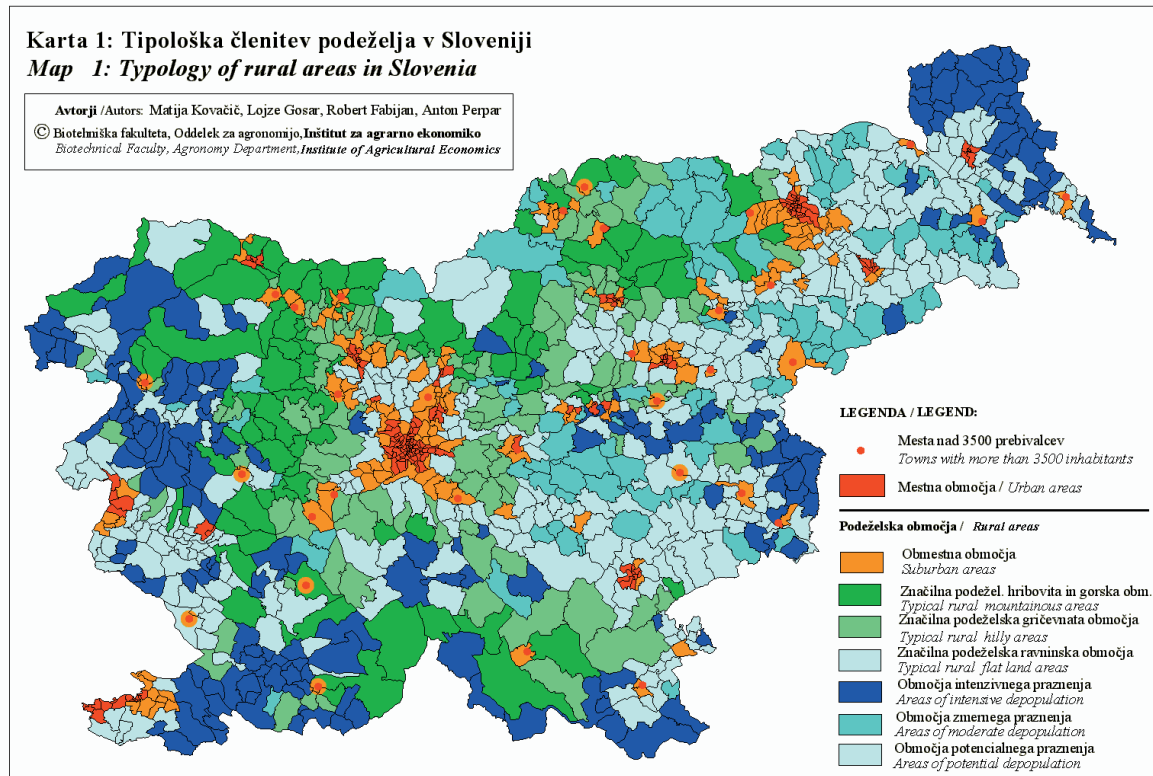 Karta 1: Tipološka členitev podeželja v Sloveniji
Map 1: Typology of rural areas in Slovenia
Avtorji /Autors: Matija Kovačič, Lojze Gosar, Robert Fabijan, Anton Perpar
© Biotehniška fakulteta, Oddelek za agronomijo,Inštitut za agrarno ekonomiko
Biotechnical Faculty, Agronomy Department,Institute of Agricultural Economics
LEGENDA / LEGEND:
Mesta nad 3500 prebivalcev
Towns with more than 3500 inhabitants
Mestna območja / Urban areas
Podeželska območja / Rural areas
Obmestna območja
Suburban areas
Značilna podežel. hribovita in gorska obm.
Typical rural mountainous areas
Značilna podeželska gričevnata območja
Typical rural hilly areas
Značilna podeželska ravninska območja
Typical rural flat land areas
Območja intenzivnega praznenja
Areas of intensive depopulation
Območja zmernega praznenja
Areas of moderate depopulation
Območja potencialnega praznenja
Areas of potential depopulation